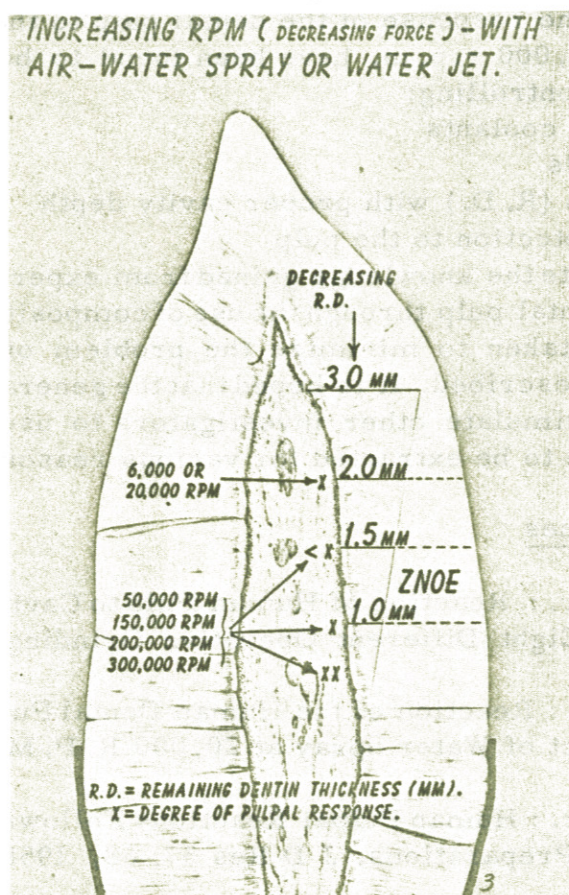 INCREASING RPM ( DECREASING FORCE ) - WITH
AIR-WATER SPRAY OR WATER JET.
DECREASING
R.D.
3.0 MM
6,000 OR
20,000 RPM
X
2.0 MM
< X
1.5 MM
ZNOE
50,000 RPM
150,000 RPM
200,000 RPM
300,000 RPM
X
1.0 MM
XX
R.D. = REMAINING DENTIN THICKNESS (MM).
X = DEGREE OF PULPAL RESPONSE.
3